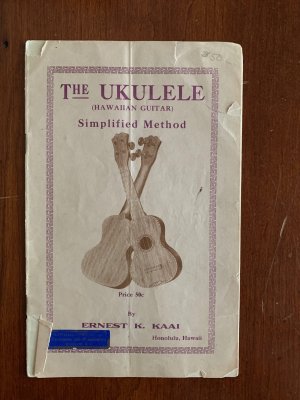 THE UKULELE
(HAWAIIAN GUITAR)
Simplified Method
Price 50c
By
ERNEST K. KAAI
Honolulu, Hawaii